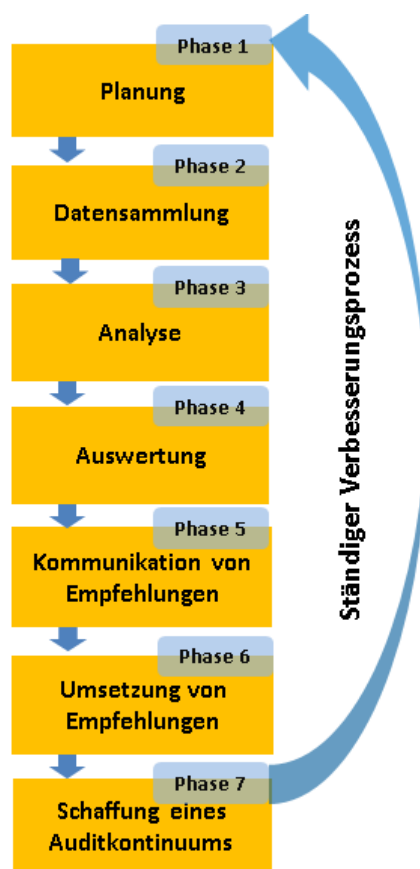 Phase 1
Planung
Phase 2
Datensammlung
Phase 3
Analyse
Phase 4
Auswertung
Phase 5
Kommunikation von
Empfehlungen
Phase 6
Umsetzung von
Empfehlungen
Phase 7
Schaffung eines
Auditkontinuums
Ständiger Verbesserungsprozess